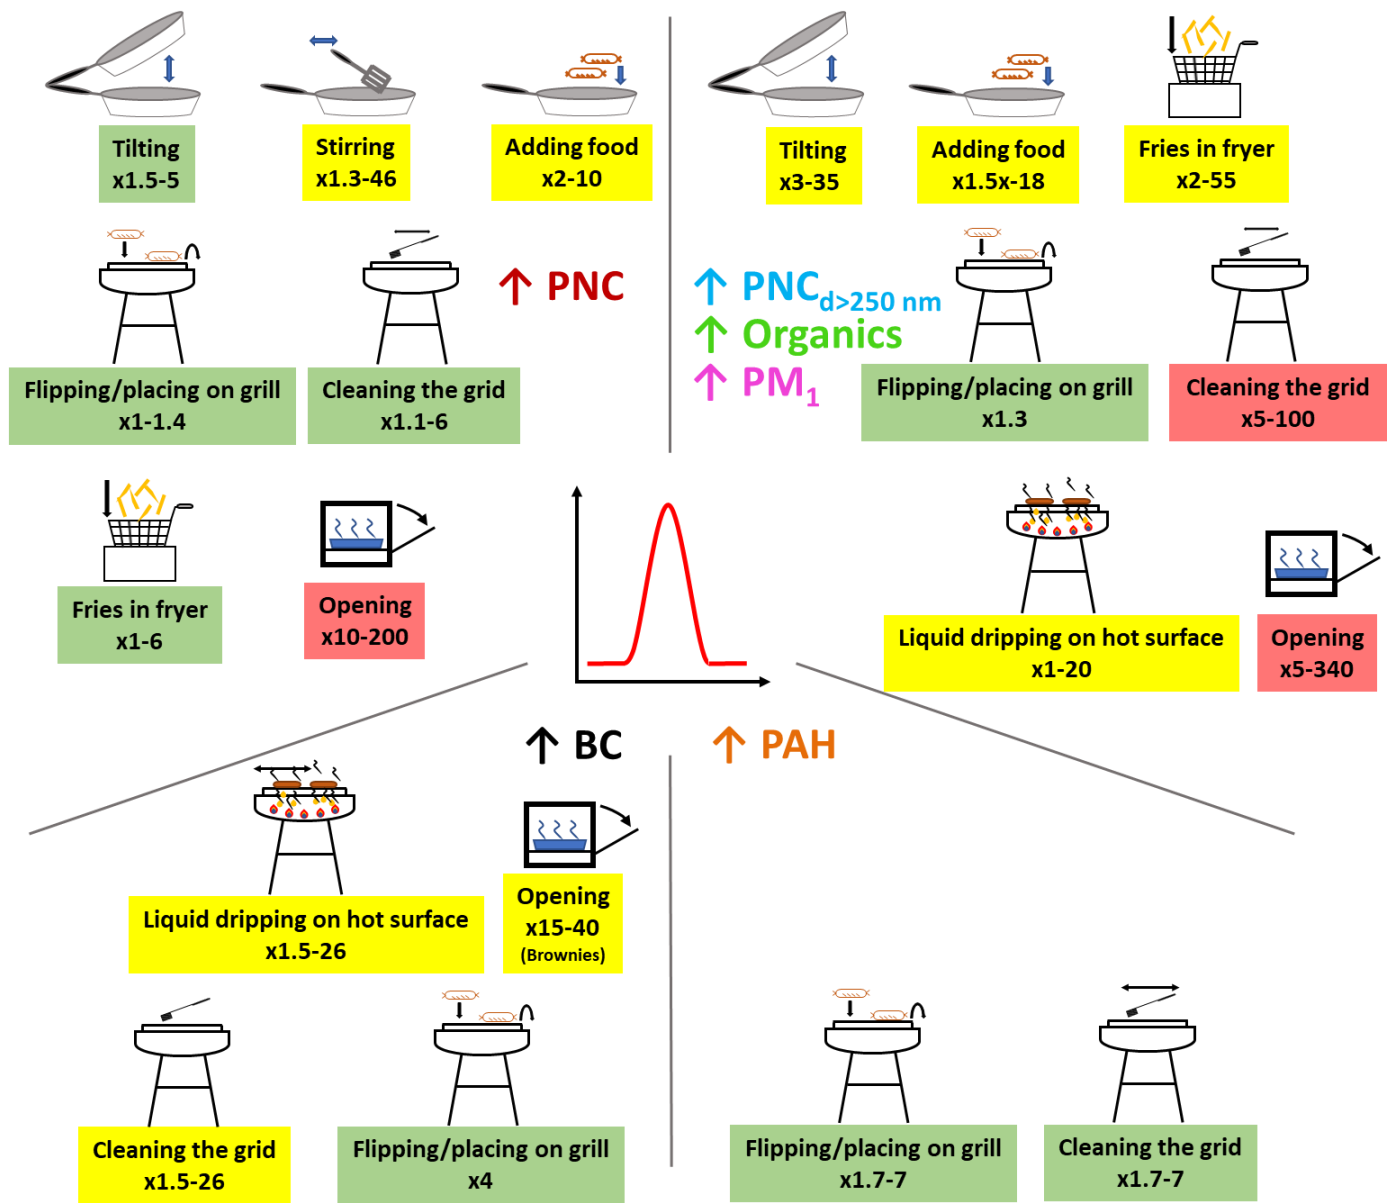 Tilting
x1.5-5
Stirring
x1.3-46
Adding food
x2-10
Flipping/placing on grill
x1-1.4
Cleaning the grid
x1.1-6
↑ PNC
Fries in fryer
x1-6
Opening
x10-200
Tilting
x3-35
Adding food
x1.5x-18
Fries in fryer
x2-55
↑ PNC d>250 nm
↑ Organics
↑ PM1
Flipping/placing on grill
x1.3
Cleaning the grid
x5-100
Liquid dripping on hot surface
x1-20
Opening
x5-340
↑ BC
Liquid dripping on hot surface
x1.5-26
Opening
x15-40
(Brownies)
Cleaning the grid
x1.5-26
Flipping/placing on grill
x4
↑ PAH
Flipping/placing on grill
x1.7-7
Cleaning the grid
x1.7-7